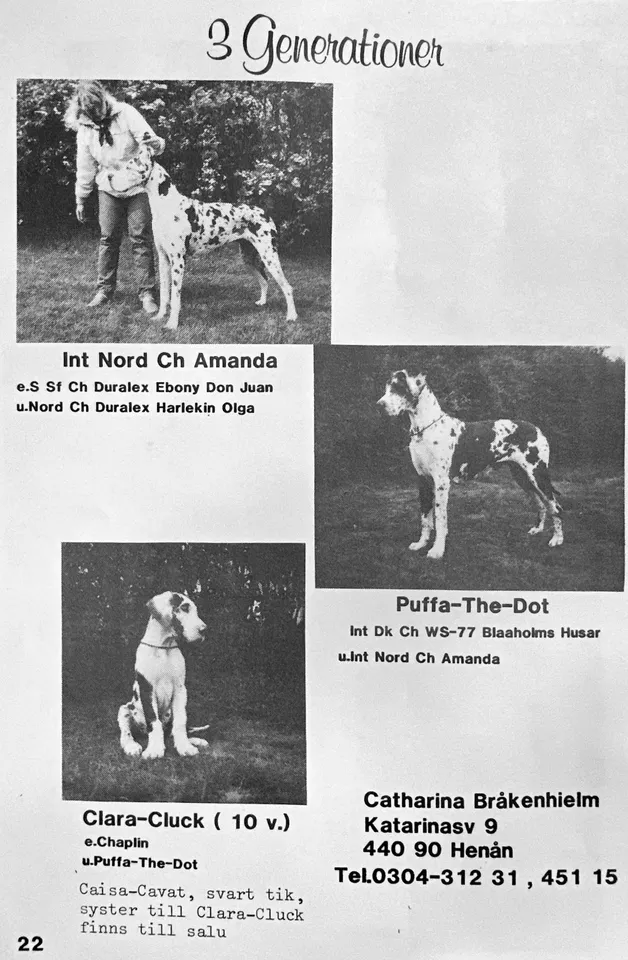 3 Generationer
Int Nord Ch Amanda
e.S Sf Ch Duralex Ebony Don Juan
u.Nord Ch Duralex Harlekin Olga
Puffa-The-Dot
Int Dk Ch WS-77 Blaaholms Husar
u.Int Nord Ch Amanda
Clara-Cluck ( 10 v.)
e.Chaplin
u.Puffa-The-Dot
Caisa-Cavat, svart tik,
syster till Clara-Cluck
finns till salu
Catharina Bråkenhielm
Katarinasv 9
440 90 Henån
Tel.0304-312 31 , 451 15
22